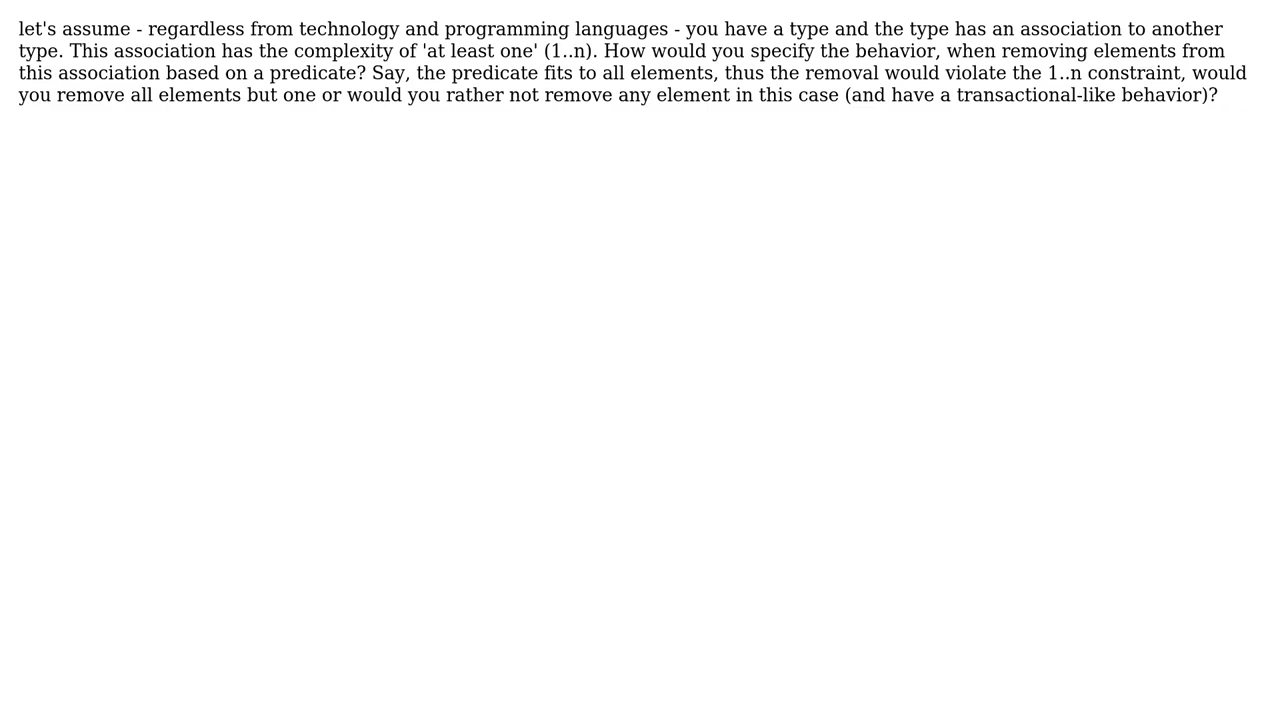 let's assume - regardless from technology and programming languages - you have a type and the type has an association to another
type. This association has the complexity of 'at least one' (1..n). How would you specify the behavior, when removing elements from
this association based on a predicate? Say, the predicate fits to all elements, thus the removal would violate the 1..n constraint, would
you remove all elements but one or would you rather not remove any element in this case (and have a transactional-like behavior)?